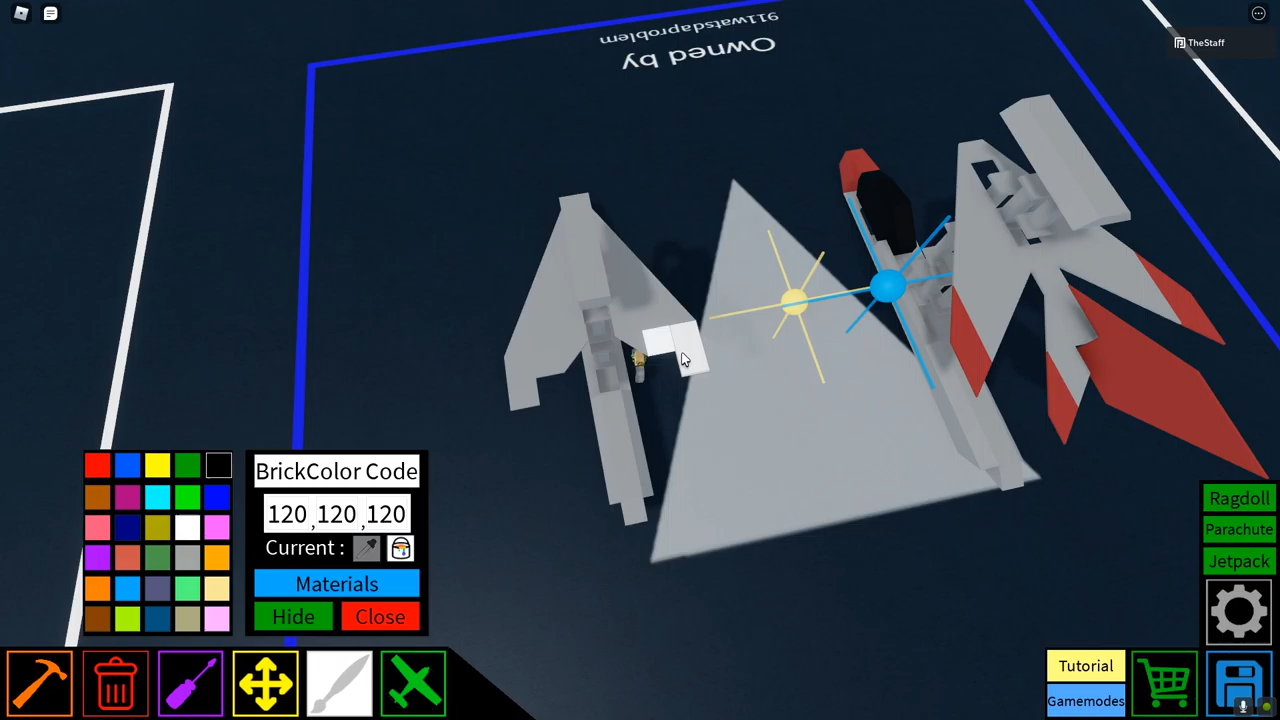 911watsdaproblem
Owned by
TheStaff
BrickColor Code
120,120,120
Current :
Materials
Hide
Close
Ragdoll
Parachute
Jetpack
Tutorial
Gamemodes